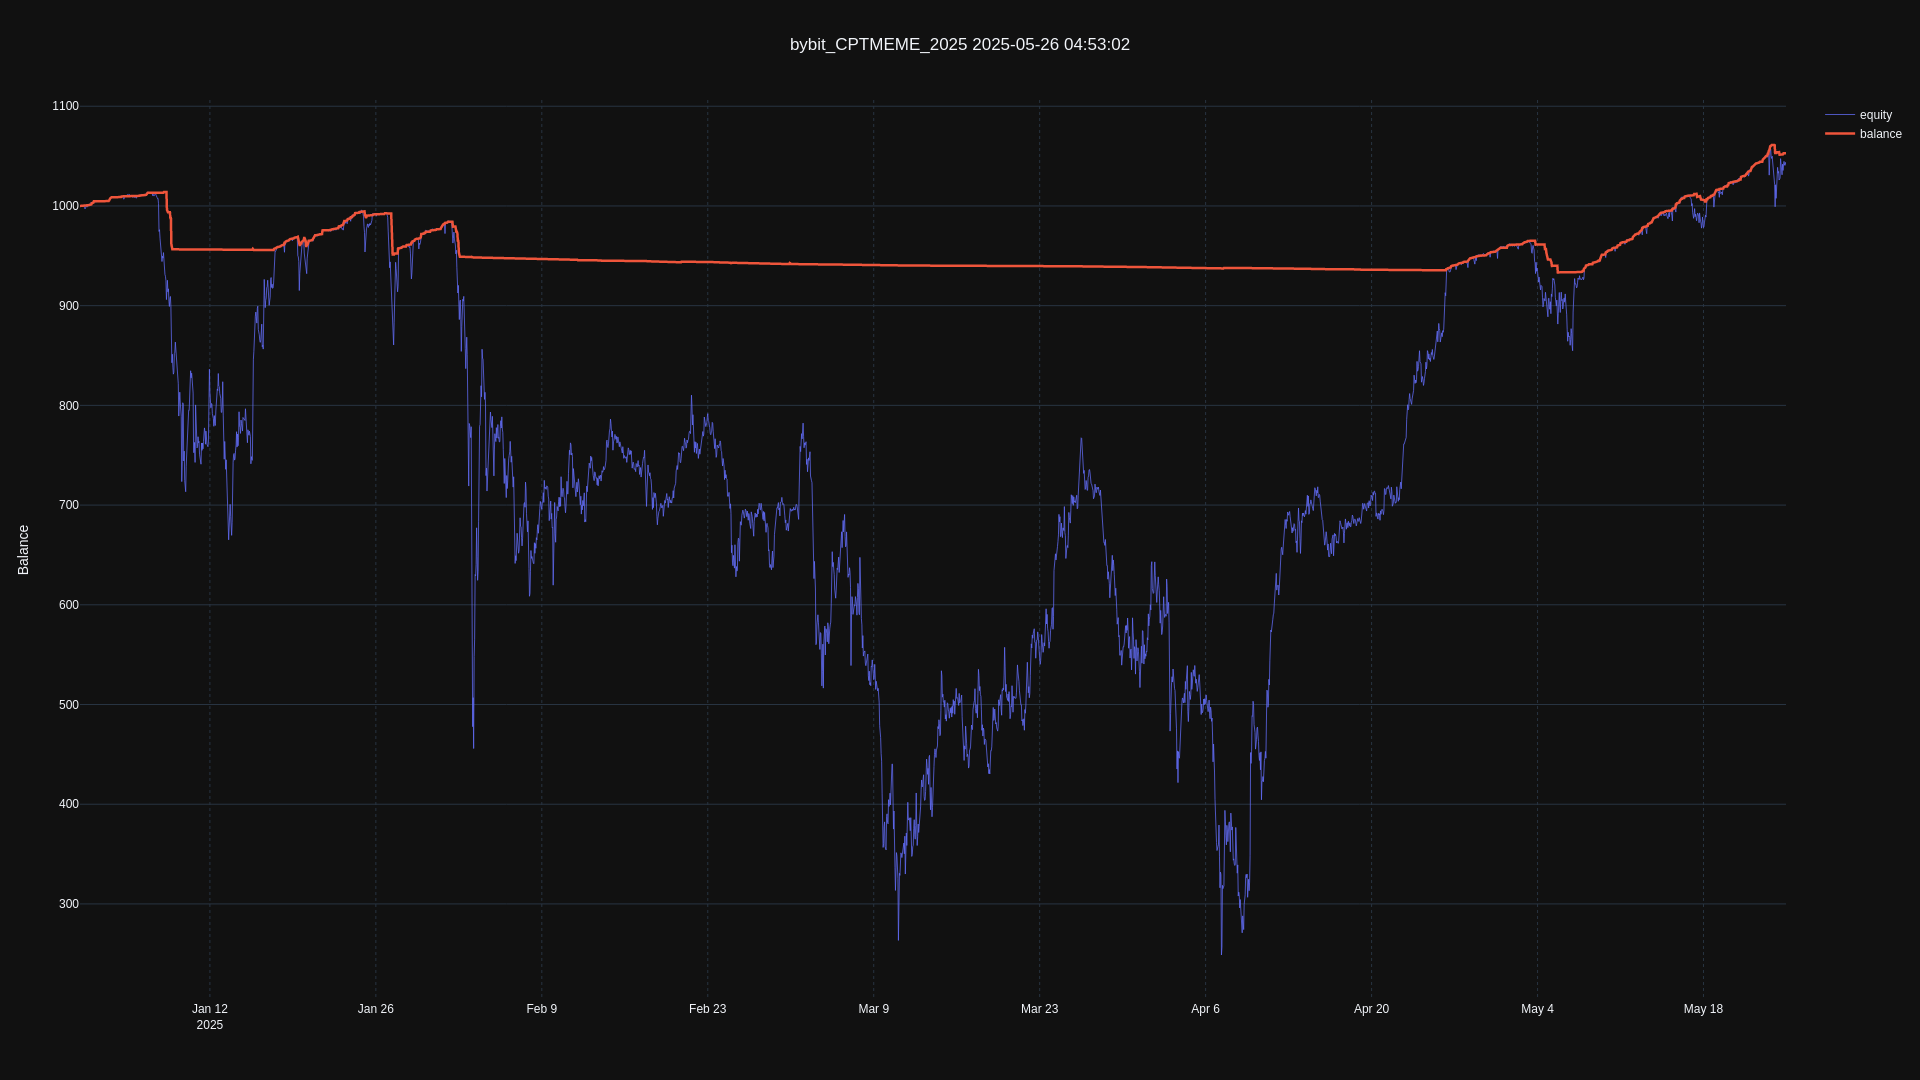 bybit_CPTMEME_2025 2025-05-26 04:53:02
equity
balance
Balance
1100
1000
900
800
700
600
500
400
300
Jan 12
2025
Jan 26
Feb 9
Feb 23
Mar 9
Mar 23
Apr 6
Apr 20
May 4
May 18